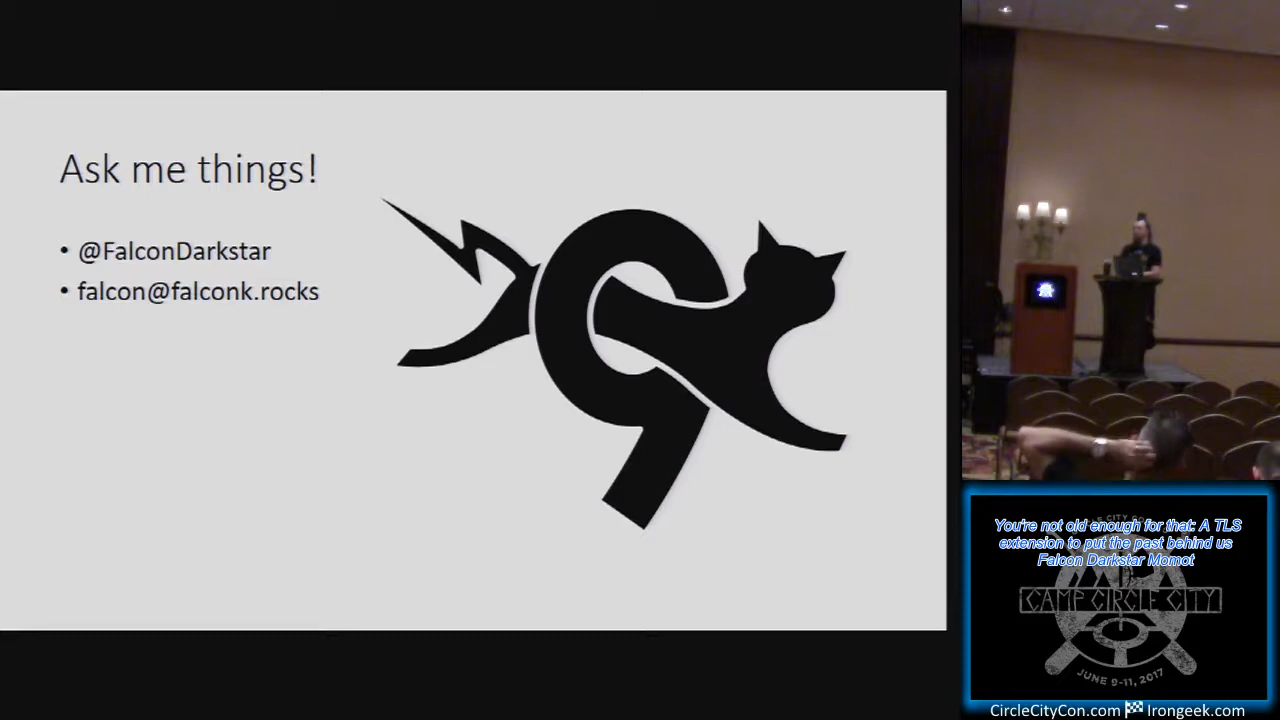 Ask me things!
• @FalconDarkstar
• falcon@falconk.rocks
9
You're not old enough for that: A TLS
extension to put the past behind us
Falcon Darkstar Momot
CAMP CIRCLE CITY
JUNE 9-11, 2017
CircleCityCon.com Irongeek.com